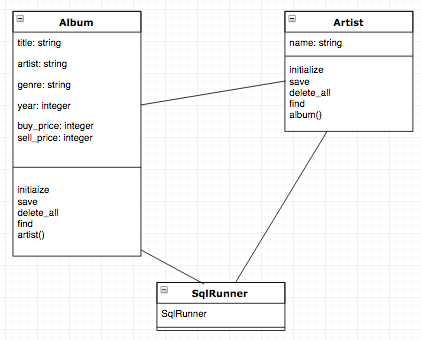 Album
title: string
artist: string
genre: string
year: integer
buy_price: integer
sell_price: integer
initiaize
save
delete_all
find
artist()
Artist
name: string
initialize
save
delete_all
find
album()
SqlRunner
SqlRunner